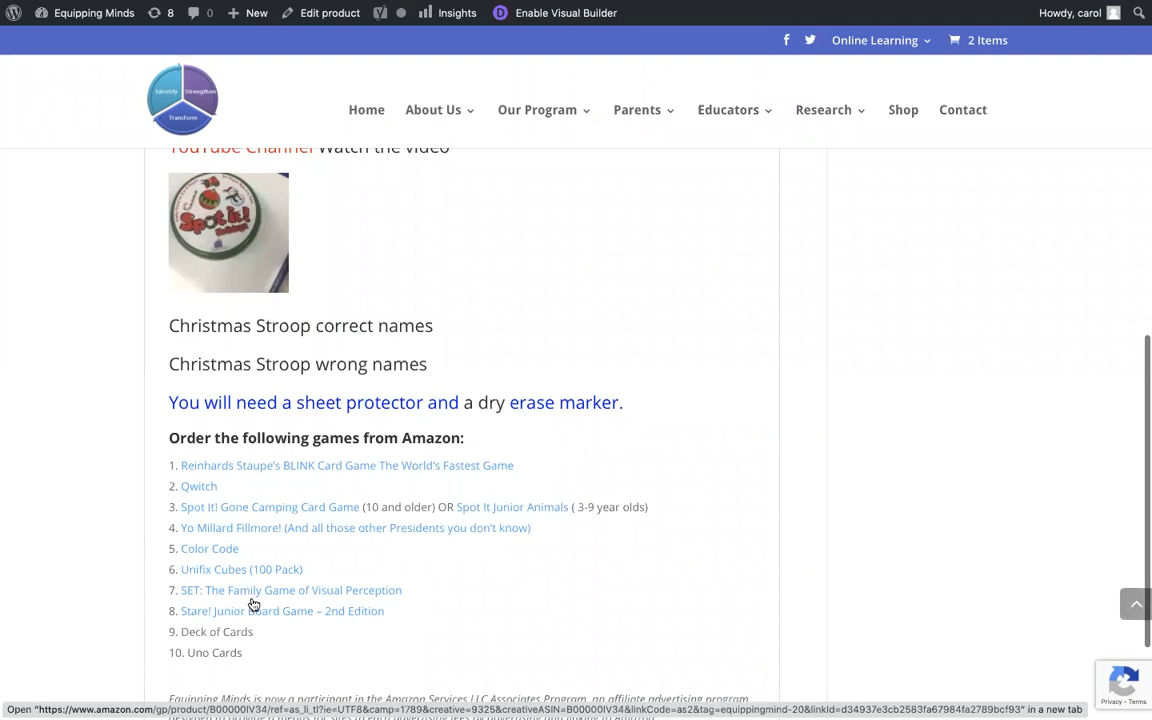 Equipping Minds 8 0 New Edit product Insights Enable Visual Builder Howdy, carol
Online Learning 2 Items
Identify Strengthen
Transform
Home About Us Our Program Parents Educators Research Shop Contact
YouTube Channel Watch the video
Spot it!
Christmas Stroop correct names
Christmas Stroop wrong names
You will need a sheet protector and a dry erase marker.
Order the following games from Amazon:
1. Reinhards Staupe's BLINK Card Game The World's Fastest Game
2. Qwitch
3. Spot It! Gone Camping Card Game (10 and older) OR Spot It Junior Animals ( 3-9 year olds)
4. Yo Millard Fillmore! (And all those other Presidents you don't know)
5. Color Code
6. Unifix Cubes (100 Pack)
7. SET: The Family Game of Visual Perception
8. Stare! Junior Board Game – 2nd Edition
9. Deck of Cards
10. Uno Cards
Equipping Minds is now a participant in the Amazon Services LLC Associates Program, an affiliate advertising program
Privacy - Terms
Open "https://www.amazon.com/gp/product/B00000IV34/ref=as_li_tl?ie=UTF8&camp=1789&creative=9325&creativeASIN=B00000IV34&linkCode=as2&tag=equippingmind-20&linkId=d34937e3cb2583fa67984fa2789bcf93" in a new tab